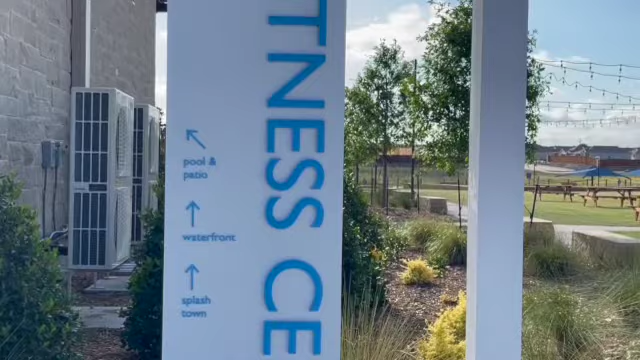 TNESS CE
pool &
patio
waterfront
splash
town